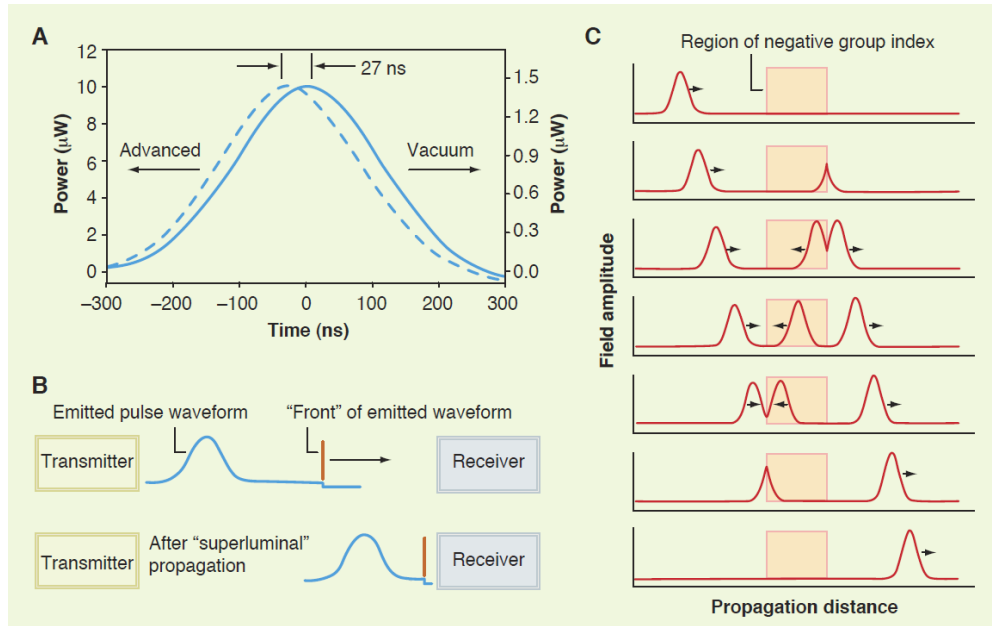 A
12
10
8
6
4
2
0
Power (μW)
27 ns
Advanced
Vacuum
1.5
1.2
0.9
0.6
0.3
0.0
Power (μW)
–300
–200
–100
0
100
200
300
Time (ns)
B
Emitted pulse waveform
“Front” of emitted waveform
Transmitter
Receiver
Transmitter
After “superluminal”
propagation
Receiver
C
Region of negative group index
Field amplitude
Propagation distance